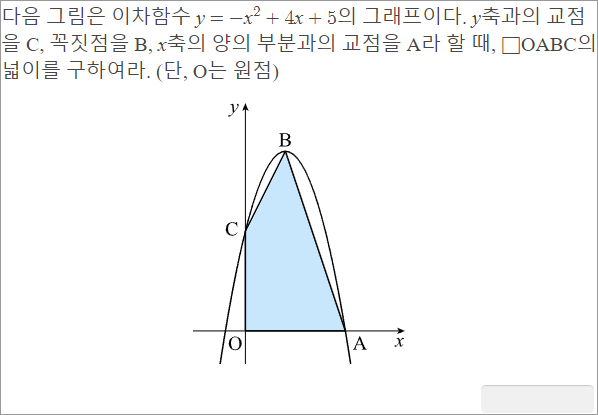 다음 그림은 이차함수 y = −x² + 4x + 5의 그래프이다. y축과의 교점
을 C, 꼭짓점을 B, x축의 양의 부분과의 교점을 A라 할 때, □OABC의
넓이를 구하여라. (단, O는 원점)
y
B
C
O
A
x